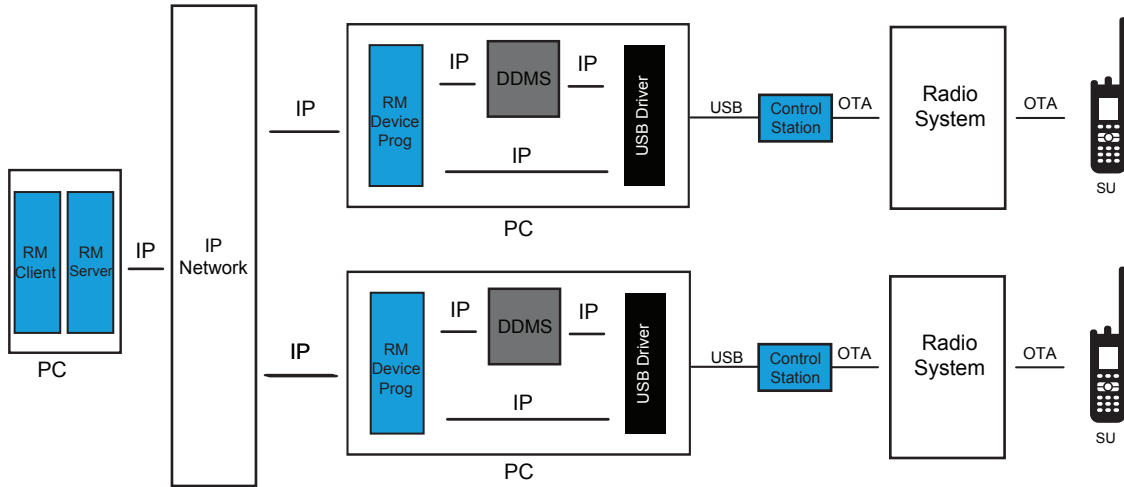 RM
Client
RM
Server
PC
IP
IP
Network
IP
RM
Device
Prog
IP
DDMS
IP
USB Driver
IP
PC
USB
Control
Station
OTA
Radio
System
OTA
SU
IP
RM
Device
Prog
IP
DDMS
IP
USB Driver
IP
PC
USB
Control
Station
OTA
Radio
System
OTA
SU